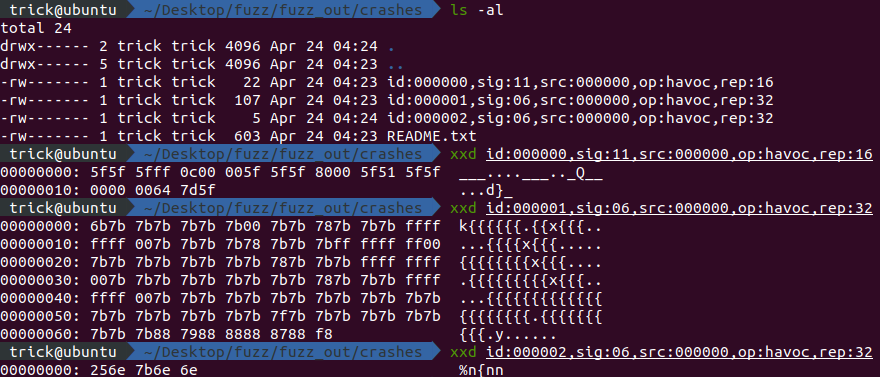 trick@ubuntu ~/Desktop/fuzz/fuzz_out/crashes ls -al
total 24
drwx------ 2 trick trick 4096 Apr 24 04:24 .
drwx------ 5 trick trick 4096 Apr 24 04:23 ..
-rw------- 1 trick trick   22 Apr 24 04:23 id:000000,sig:11,src:000000,op:havoc,rep:16
-rw------- 1 trick trick  107 Apr 24 04:23 id:000001,sig:06,src:000000,op:havoc,rep:32
-rw------- 1 trick trick    5 Apr 24 04:24 id:000002,sig:06,src:000000,op:havoc,rep:32
-rw------- 1 trick trick  603 Apr 24 04:23 README.txt
trick@ubuntu ~/Desktop/fuzz/fuzz_out/crashes xxd id:000000,sig:11,src:000000,op:havoc,rep:16
00000000: 5f5f 5fff 0c00 005f 5f5f 8000 5f51 5f5f  ___....___.._Q__
00000010: 0000 0064 7d5f                           ...d}_
trick@ubuntu ~/Desktop/fuzz/fuzz_out/crashes xxd id:000001,sig:06,src:000000,op:havoc,rep:32
00000000: 6b7b 7b7b 7b7b 7b00 7b7b 787b 7b7b ffff  k{{{{{{.{{x{{{..
00000010: ffff 007b 7b7b 7b78 7b7b 7bff ffff ff00  ...{{{{x{{{.....
00000020: 7b7b 7b7b 7b7b 7b7b 787b 7b7b ffff ffff  {{{{{{{{x{{{....
00000030: 007b 7b7b 7b7b 7b7b 7b7b 787b 7b7b ffff  .{{{{{{{{{x{{{..
00000040: ffff 007b 7b7b 7b7b 7b7b 7b7b 7b7b 7b7b  ...{{{{{{{{{{{{{
00000050: 7b7b 7b7b 7b7b 7b7b 7f7b 7b7b 7b7b 7b7b  {{{{{{{{.{{{{{{{
00000060: 7b7b 7b88 7988 8888 8788 f8              {{{.y......
trick@ubuntu ~/Desktop/fuzz/fuzz_out/crashes xxd id:000002,sig:06,src:000000,op:havoc,rep:32
00000000: 256e 7b6e 6e                             %n{nn